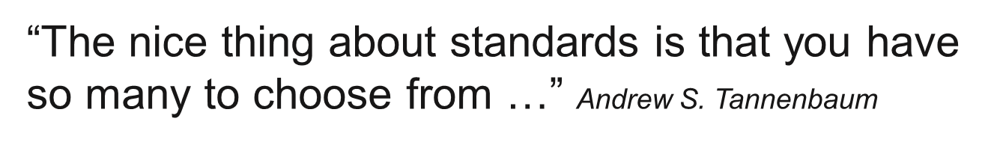 “The nice thing about standards is that you have
so many to choose from …” Andrew S. Tannenbaum